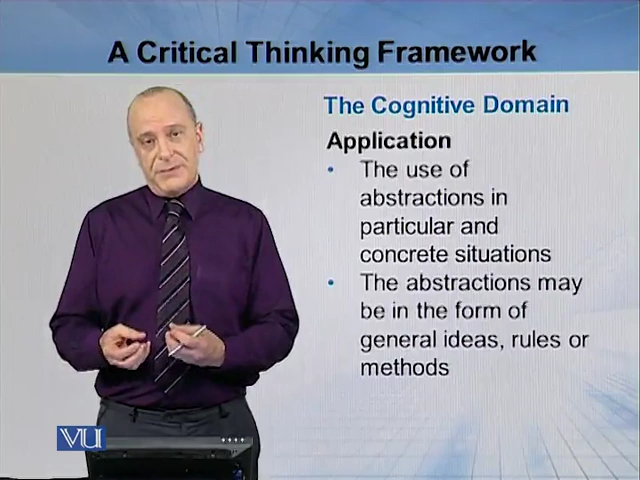 A Critical Thinking Framework
The Cognitive Domain
Application
• The use of
abstractions in
particular and
concrete situations
• The abstractions may
be in the form of
general ideas, rules or
methods
VU